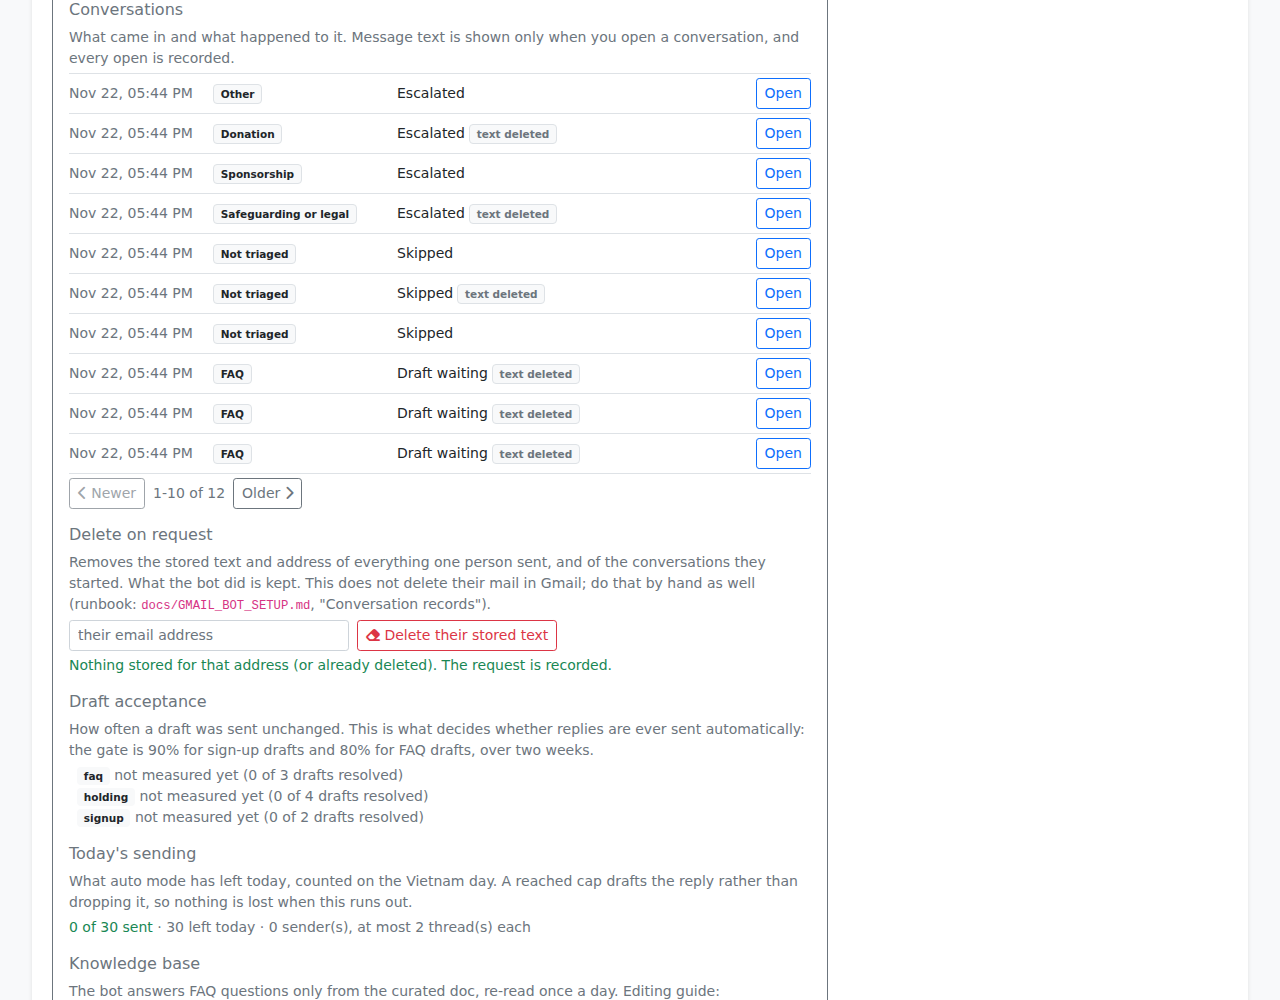 Conversations
What came in and what happened to it. Message text is shown only when you open a conversation, and
every open is recorded.
Nov 22, 05:44 PM Other Escalated Open
Nov 22, 05:44 PM Donation Escalated text deleted Open
Nov 22, 05:44 PM Sponsorship Escalated Open
Nov 22, 05:44 PM Safeguarding or legal Escalated text deleted Open
Nov 22, 05:44 PM Not triaged Skipped Open
Nov 22, 05:44 PM Not triaged Skipped text deleted Open
Nov 22, 05:44 PM Not triaged Skipped Open
Nov 22, 05:44 PM FAQ Draft waiting text deleted Open
Nov 22, 05:44 PM FAQ Draft waiting text deleted Open
Nov 22, 05:44 PM FAQ Draft waiting text deleted Open
Newer 1-10 of 12 Older
Delete on request
Removes the stored text and address of everything one person sent, and of the conversations they
started. What the bot did is kept. This does not delete their mail in Gmail; do that by hand as well
(runbook: docs/GMAIL_BOT_SETUP.md, "Conversation records").
their email address Delete their stored text
Nothing stored for that address (or already deleted). The request is recorded.
Draft acceptance
How often a draft was sent unchanged. This is what decides whether replies are ever sent automatically:
the gate is 90% for sign-up drafts and 80% for FAQ drafts, over two weeks.
faq not measured yet (0 of 3 drafts resolved)
holding not measured yet (0 of 4 drafts resolved)
signup not measured yet (0 of 2 drafts resolved)
Today's sending
What auto mode has left today, counted on the Vietnam day. A reached cap drafts the reply rather than
dropping it, so nothing is lost when this runs out.
0 of 30 sent · 30 left today · 0 sender(s), at most 2 thread(s) each
Knowledge base
The bot answers FAQ questions only from the curated doc, re-read once a day. Editing guide: